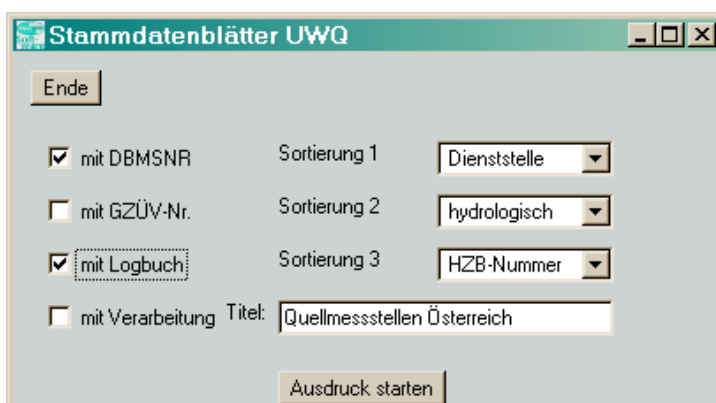 Stammdatenblätter UWQ
Ende
mit DBMSNR Sortierung 1 Dienststelle
mit GZÜV-Nr. Sortierung 2 hydrologisch
mit Logbuch Sortierung 3 HZB-Nummer
mit Verarbeitung Titel: Quellmessstellen Österreich
Ausdruck starten